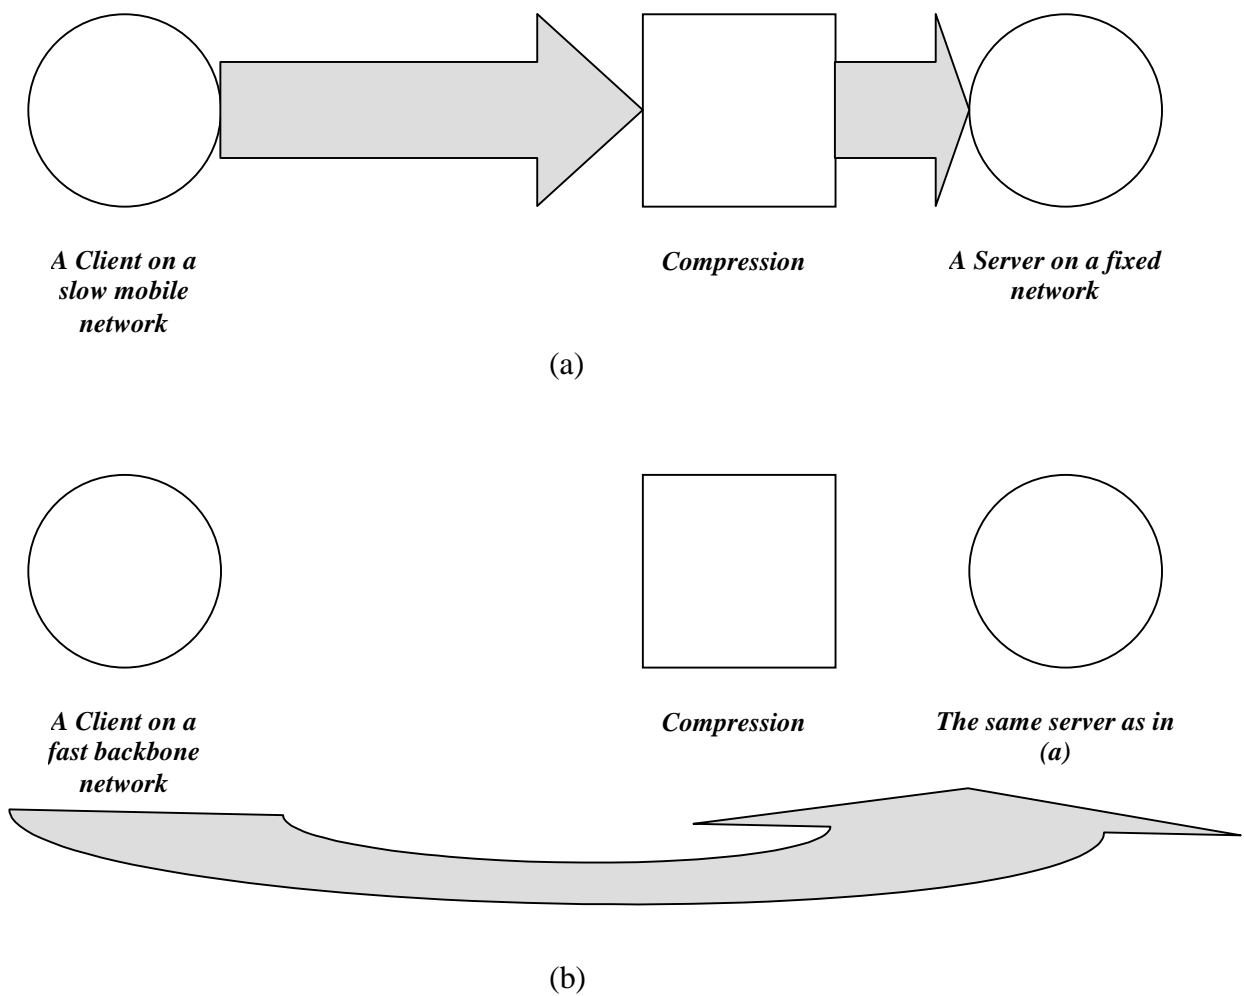 A Client on a
slow mobile
network
Compression
A Server on a fixed
network
(a)
A Client on a
fast backbone
network
Compression
The same server as in
(a)
(b)